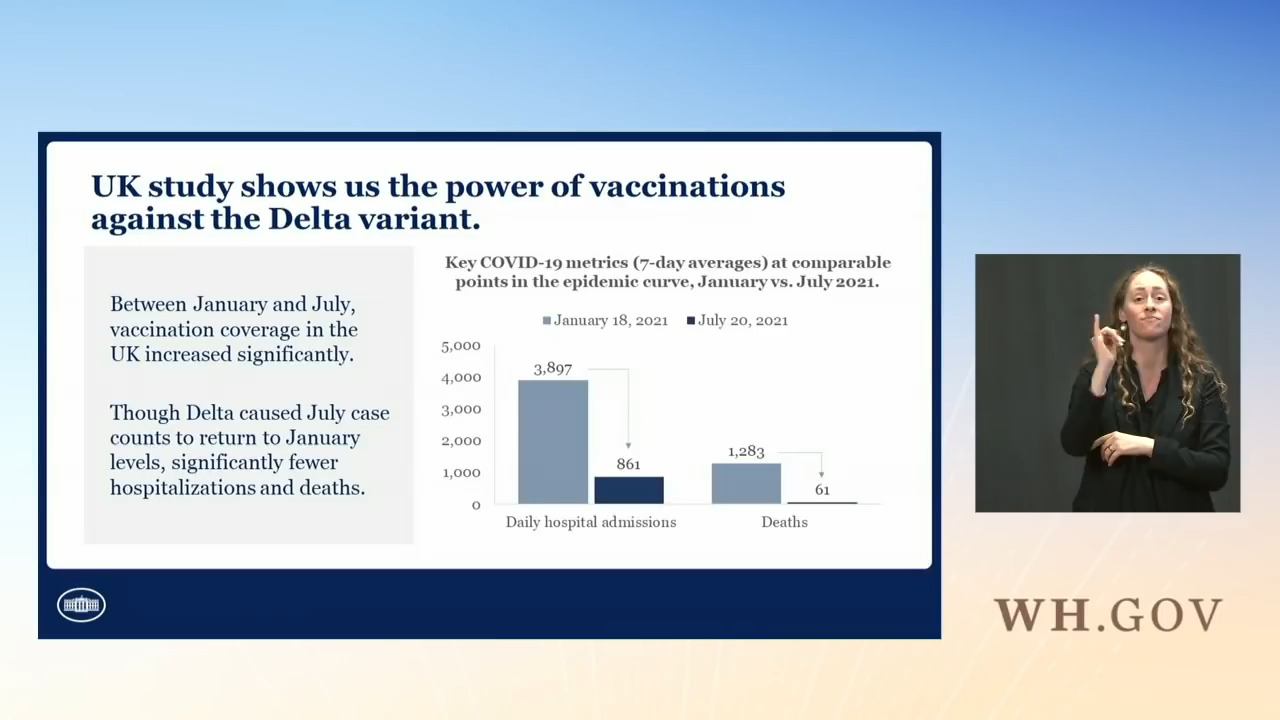 UK study shows us the power of vaccinations
against the Delta variant.
Between January and July,
vaccination coverage in the
UK increased significantly.
Though Delta caused July case
counts to return to January
levels, significantly fewer
hospitalizations and deaths.
Key COVID-19 metrics (7-day averages) at comparable
points in the epidemic curve, January vs. July 2021.
January 18, 2021 July 20, 2021
5,000
4,000
3,000
2,000
1,000
0
3,897
861
1,283
61
Daily hospital admissions Deaths
WH.GOV